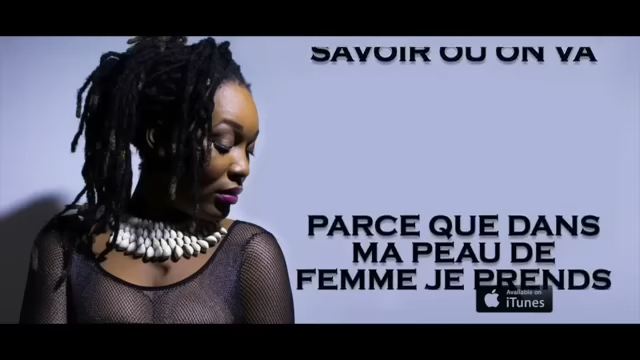 SAVOIR OU ON VA
PARCE QUE DANS
MA PEAU DE
FEMME JE PRENDS
Available on
iTunes